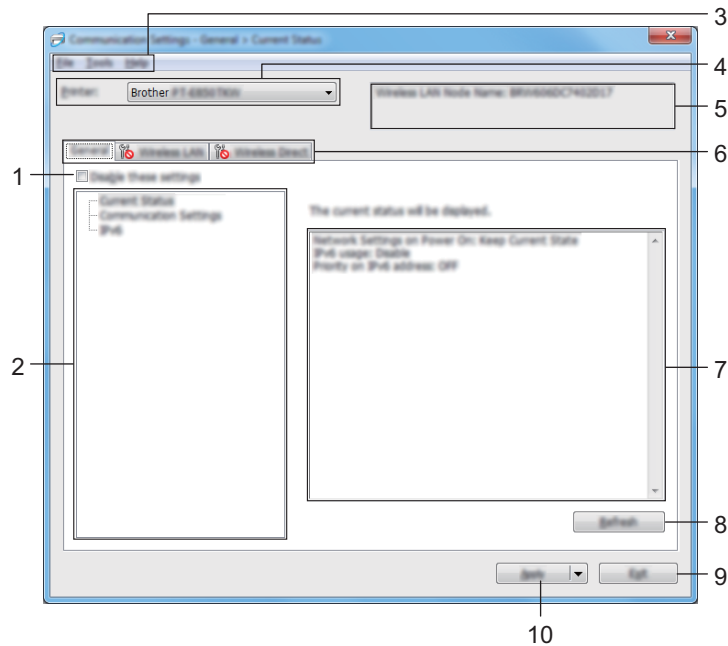 3
Communication Settings - General > Current Status
File Tools Help
4
Printer:
Brother
Wireless LAN Node Name:
5
General Wireless LAN Wireless Direct
6
1
Disable these settings
Current Status
Communication Settings
IPv6
The current status will be displayed.
Network Settings on Power On: Keep Current State
IPv6 usage: Disable
Priority on IPv6 address: OFF
2
7
Refresh
8
Apply
Exit
9
10